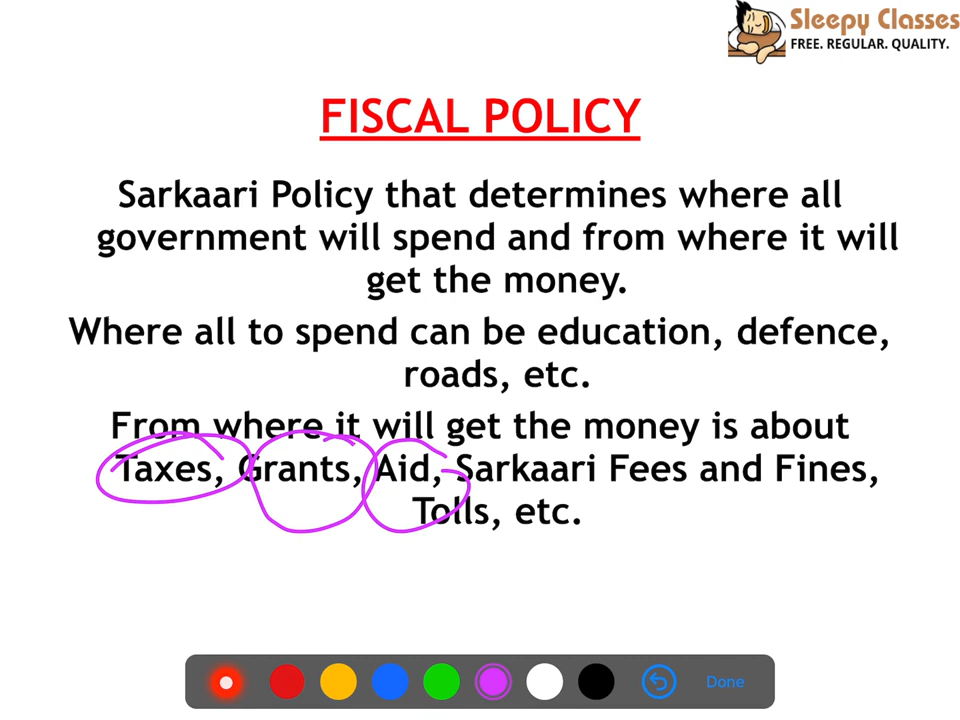 Sleepy Classes
FREE. REGULAR. QUALITY.
FISCAL POLICY
Sarkaari Policy that determines where all
government will spend and from where it will
get the money.
Where all to spend can be education, defence,
roads, etc.
From where it will get the money is about
Taxes, Grants, Aid, Sarkaari Fees and Fines,
Tolls, etc.
Done